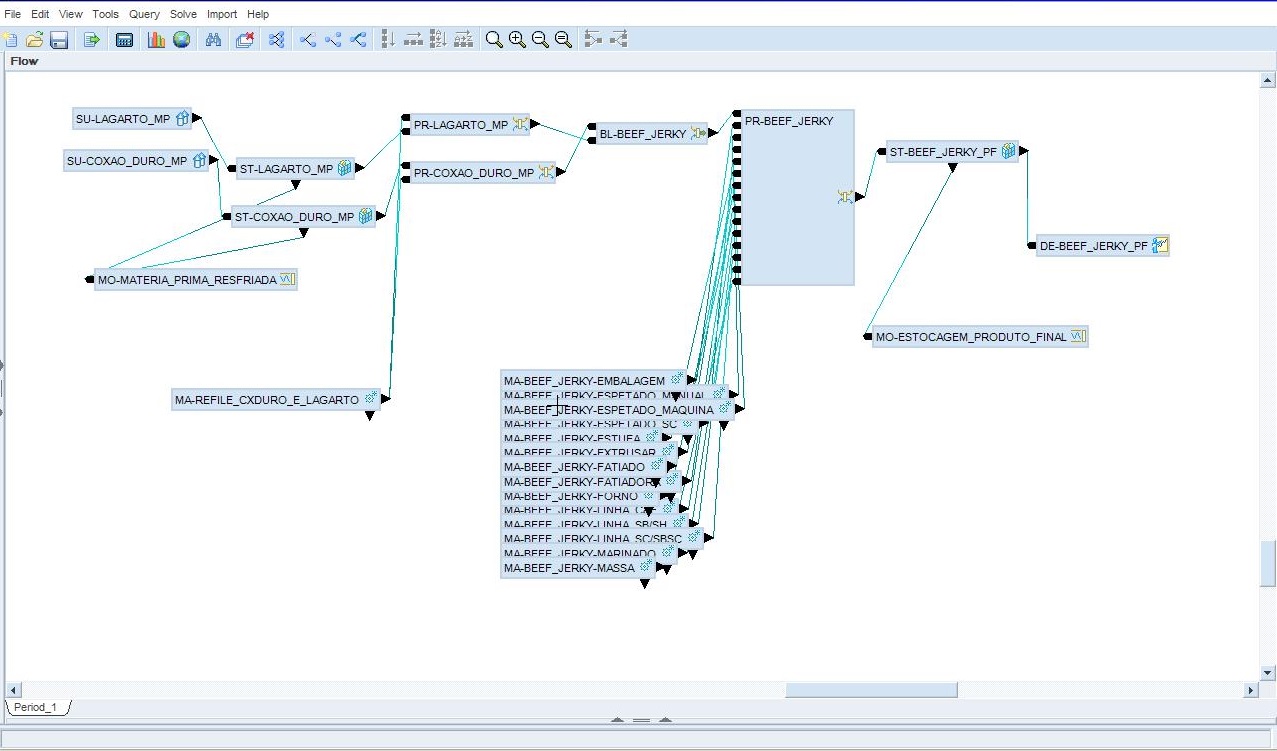 File Edit View Tools Query Solve Import Help
Flow
SU-LAGARTO_MP
SU-COXAO_DURO_MP
ST-LAGARTO_MP
ST-COXAO_DURO_MP
MO-MATERIA_PRIMA_RESFRIADA
MA-REFILE_CXDURO_E_LAGARTO
PR-LAGARTO_MP
PR-COXAO_DURO_MP
BL-BEEF_JERKY
PR-BEEF_JERKY
ST-BEEF_JERKY_PF
DE-BEEF_JERKY_PF
MO-ESTOCAGEM_PRODUTO_FINAL
MA-BEEF_JERKY-EMBALAGEM
MA-BEEF_JERKY-ESPETADO_MANUAL
MA-BEEF_JERKY-ESPETADO_MAQUINA
MA-BEEF_JERKY-ESPETADO_SC
MA-BEEF_JERKY-ESTUFA
MA-BEEF_JERKY-EXTRUSAR
MA-BEEF_JERKY-FATIADO
MA-BEEF_JERKY-FATIADORA
MA-BEEF_JERKY-FORNO
MA-BEEF_JERKY-LINHA
MA-BEEF_JERKY-LINHA_SB/SH
MA-BEEF_JERKY-LINHA_SC/SBSC
MA-BEEF_JERKY-MARINADO
MA-BEEF_JERKY-MASSA
Period_1